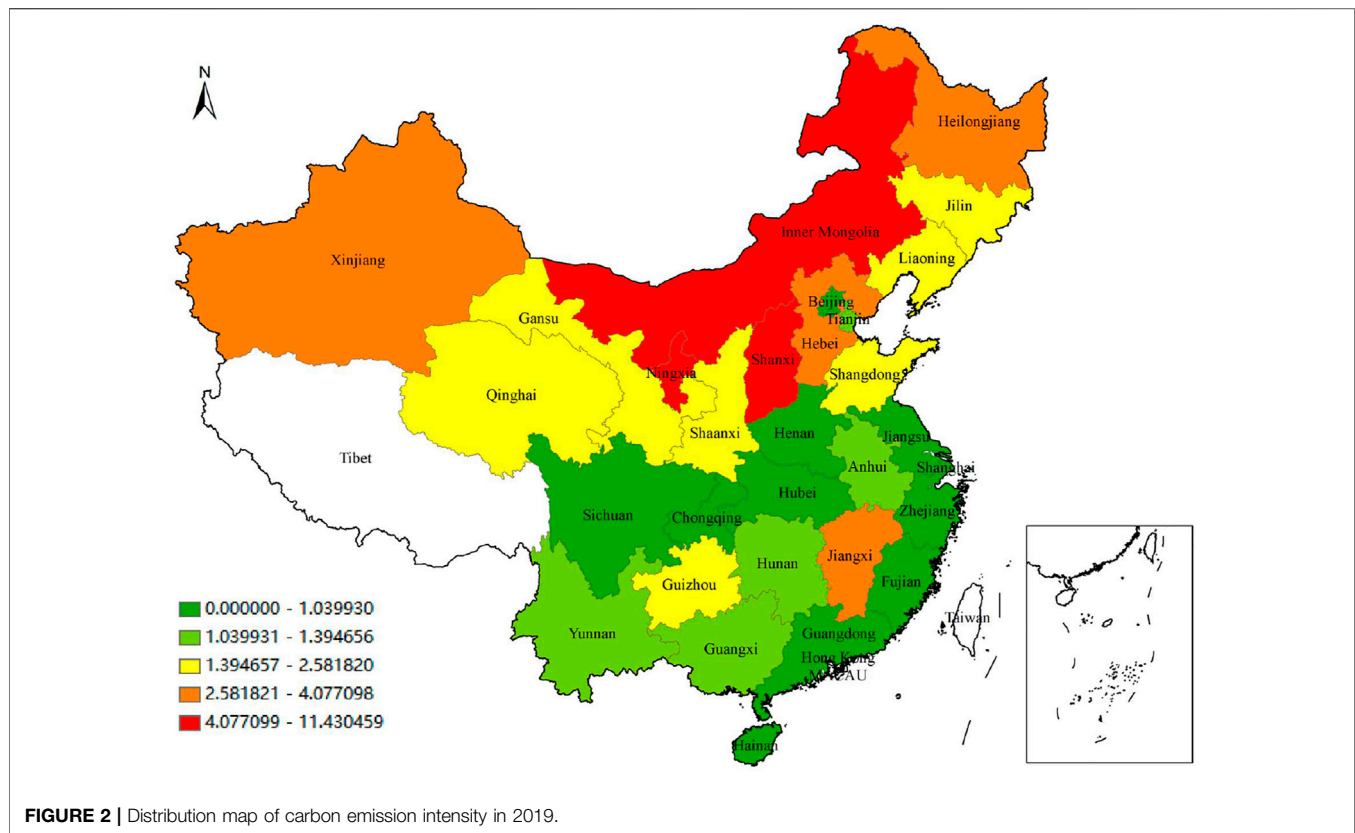 N
Heilongjiang
Jilin
Inner Mongolia
Liaoning
Xinjiang
Beijing
Tianjin
Gansu
Hebei
Shanxi
Ningxia
Shangdong
Qinghai
Shaanxi
Henan
Jiangsu
Tibet
Anhui
Shanghai
Hubei
Sichuan
Chongqing
Zhejiang
Jiangxi
Hunan
Guizhou
Fujian
0.000000 - 1.039930
Taiwan
1.039931 - 1.394656
Yunnan
Guangdong
Guangxi
Hong Kong
1.394657 - 2.581820
MACAU
2.581821 - 4.077098
4.077099 - 11.430459
Hainan
FIGURE 2 | Distribution map of carbon emission intensity in 2019.